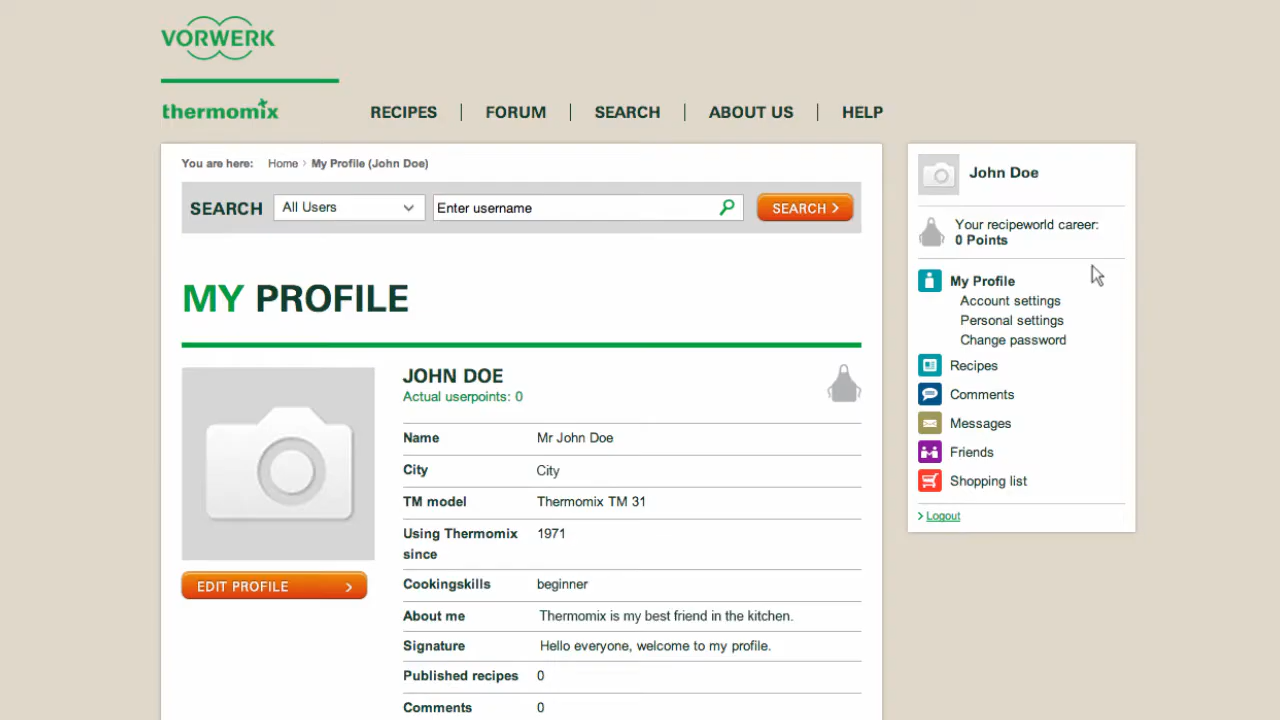 VORWERK
thermomix
RECIPES
FORUM
SEARCH
ABOUT US
HELP
You are here: Home › My Profile (John Doe)
SEARCH All Users Enter username SEARCH
MY PROFILE
JOHN DOE
Actual userpoints: 0
Name Mr John Doe
City City
TM model Thermomix TM 31
Using Thermomix 1971
since
Cookingskills beginner
About me Thermomix is my best friend in the kitchen.
Signature Hello everyone, welcome to my profile.
Published recipes 0
Comments 0
EDIT PROFILE
John Doe
Your recipeworld career:
0 Points
My Profile
Account settings
Personal settings
Change password
Recipes
Comments
Messages
Friends
Shopping list
Logout